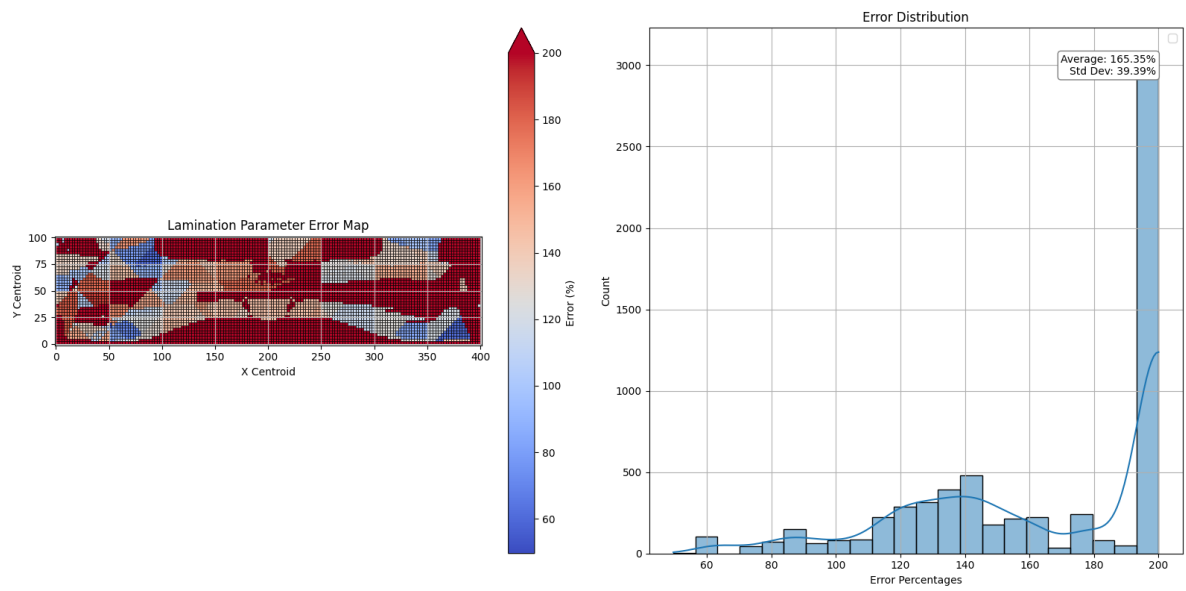 Lamination Parameter Error Map
100
75
50
25
0
Y Centroid
0 50 100 150 200 250 300 350 400
X Centroid
200
180
160
140
120
100
80
60
Error (%)
Error Distribution
Average: 165.35%
Std Dev: 39.39%
3000
2500
2000
1500
1000
500
0
Count
60 80 100 120 140 160 180 200
Error Percentages